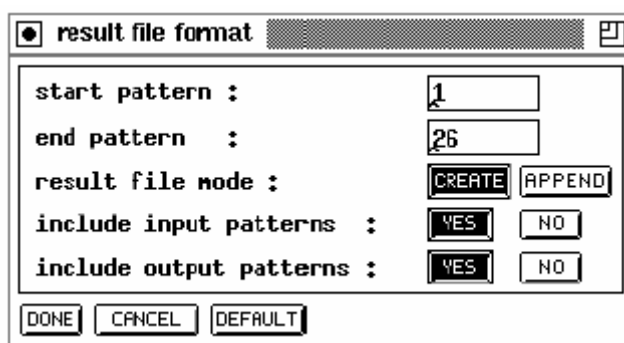 result file format
start pattern : 1
end pattern : 26
result file mode : CREATE APPEND
include input patterns : YES NO
include output patterns : YES NO
DONE CANCEL DEFAULT